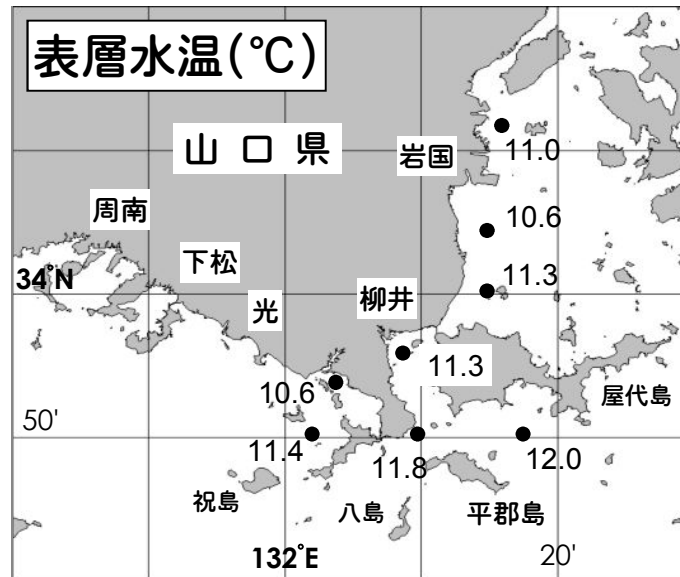 表層水温(℃)
山口県
岩国
11.0
周南
10.6
下松
34°N
11.3
光
柳井
11.3
10.6
屋代島
50'
11.4
11.8
12.0
祝島
八島
平郡島
132°E
20'